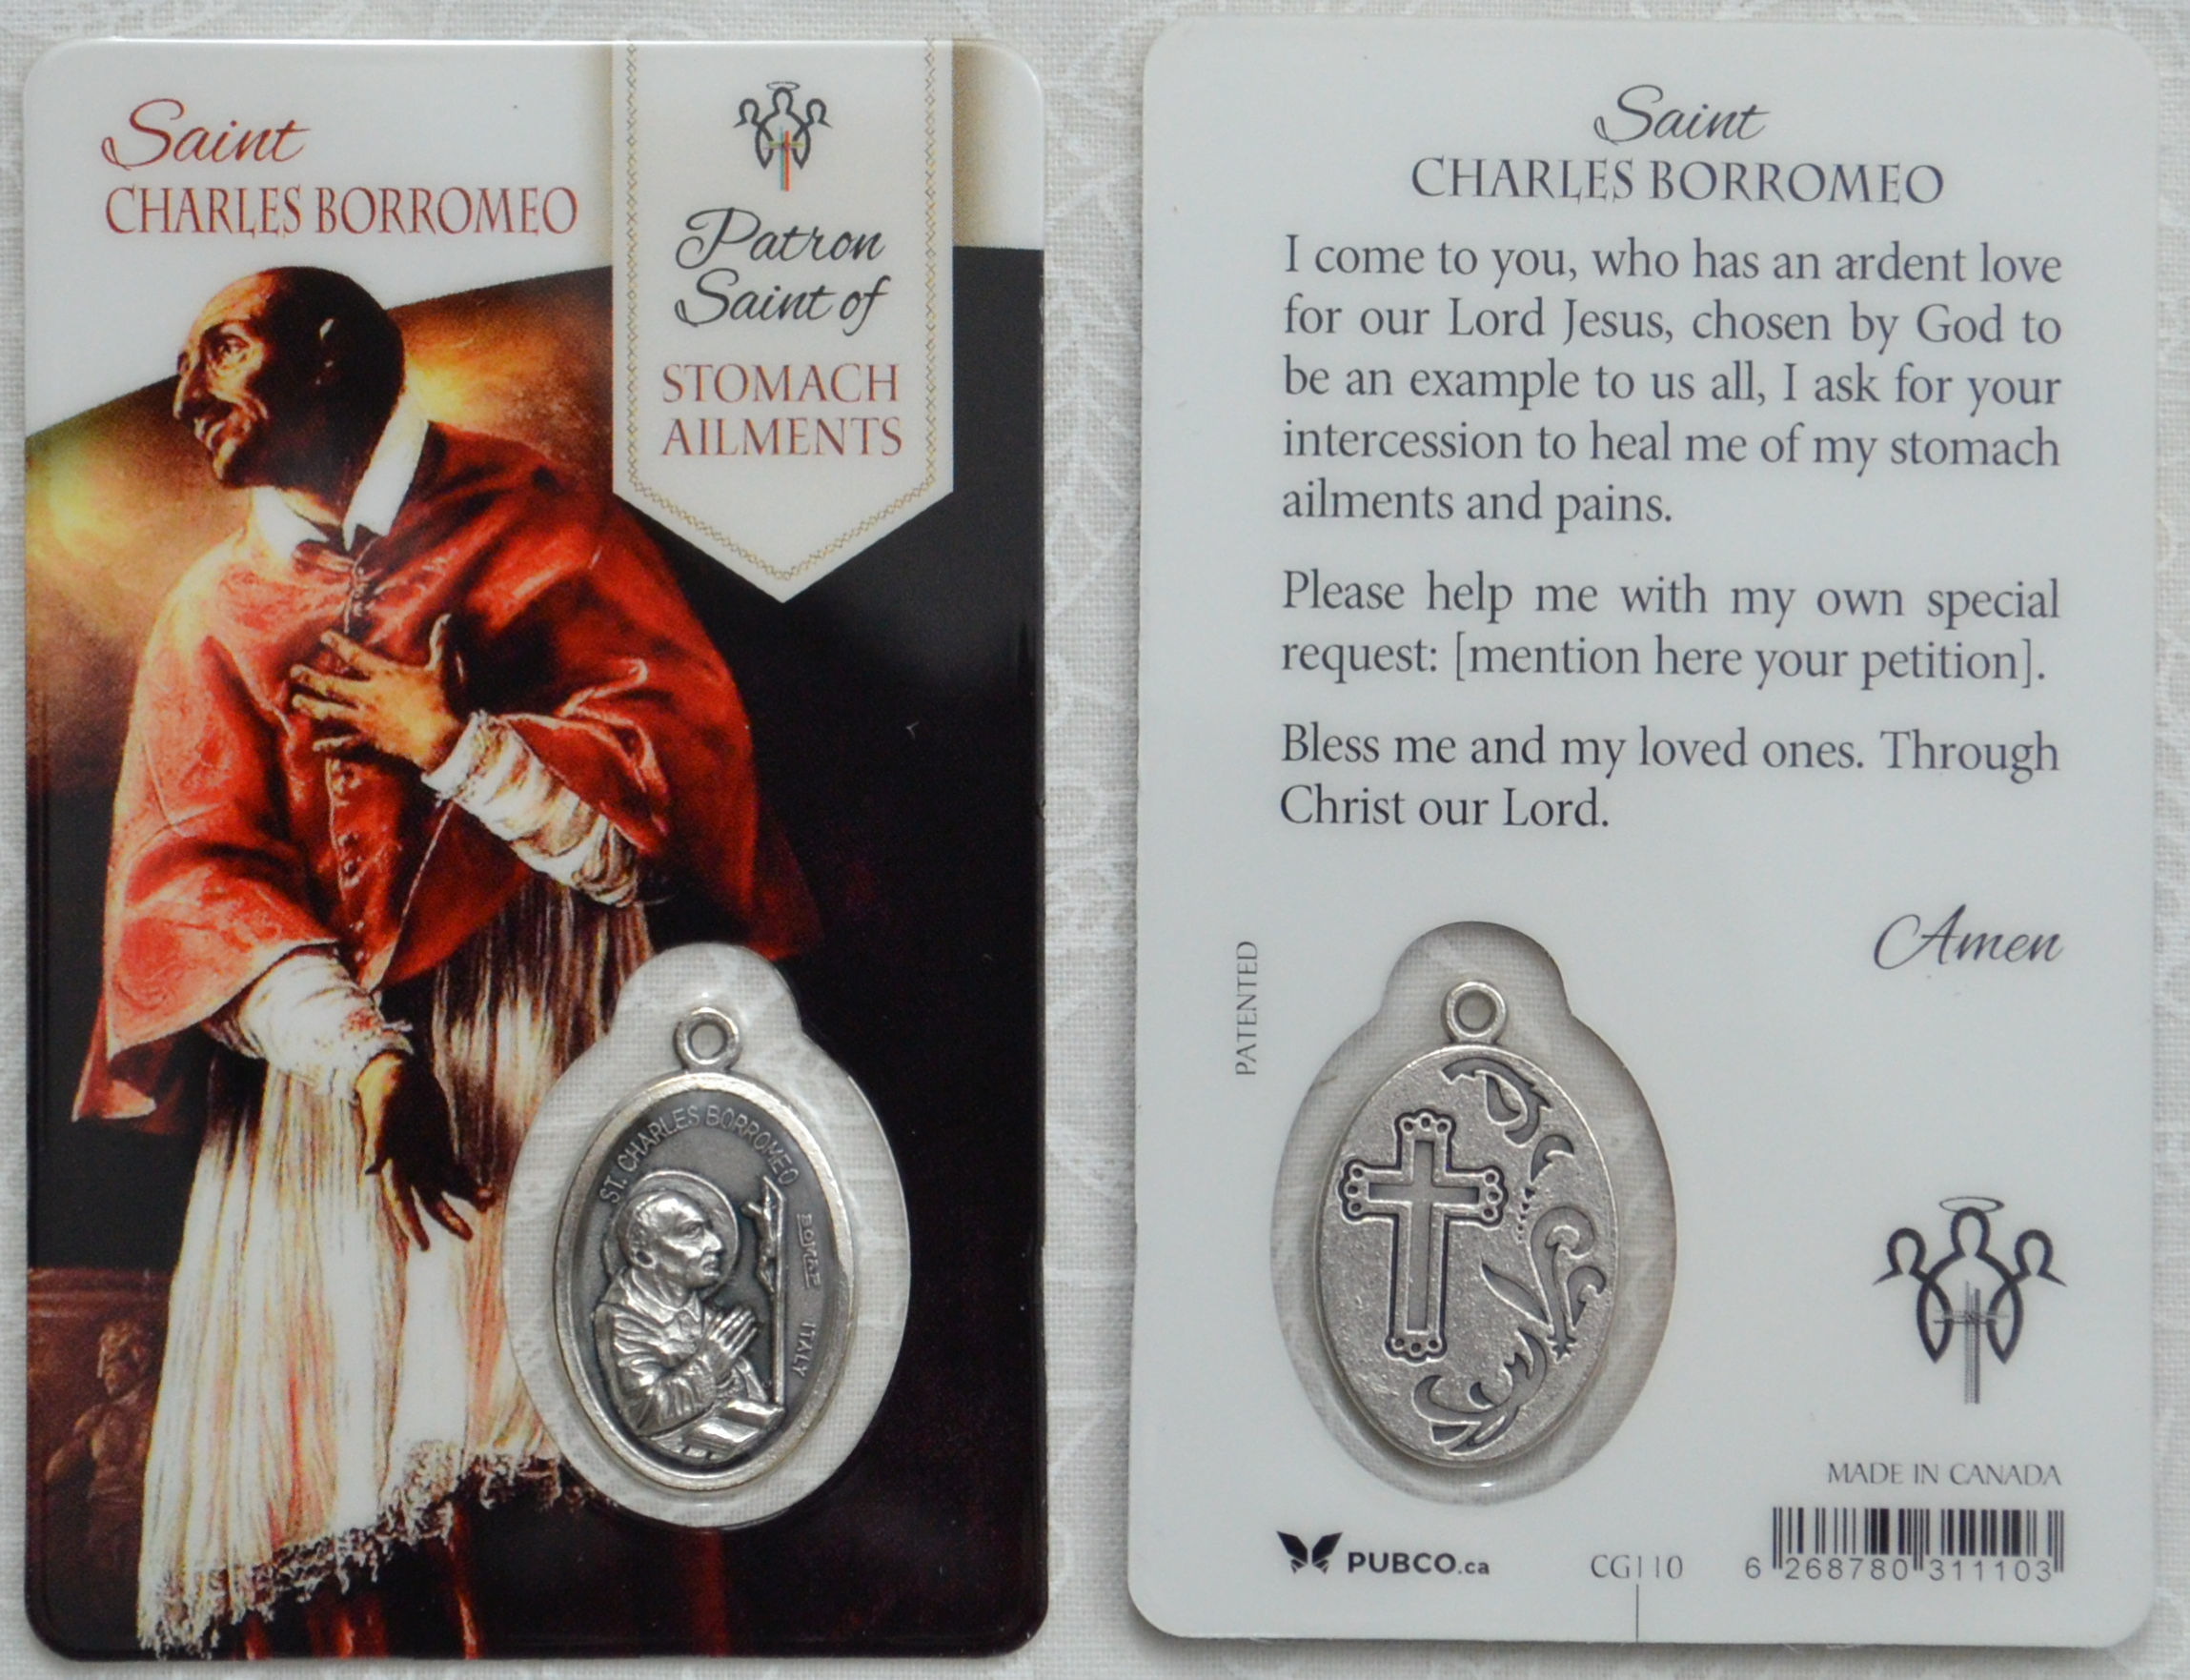 Saint
CHARLES BORROMEO
Patron
Saint of
STOMACH
AILMENTS
ST. CHARLES BORROMEO
ITALY
Saint
CHARLES BORROMEO
I come to you, who has an ardent love
for our Lord Jesus, chosen by God to
be an example to us all, I ask for your
intercession to heal me of my stomach
ailments and pains.
Please help me with my own special
request: [mention here your petition].
Bless me and my loved ones. Through
Christ our Lord.
Amen
PATENTED
MADE IN CANADA
PUBCO.ca
CG110
6 268780 311103